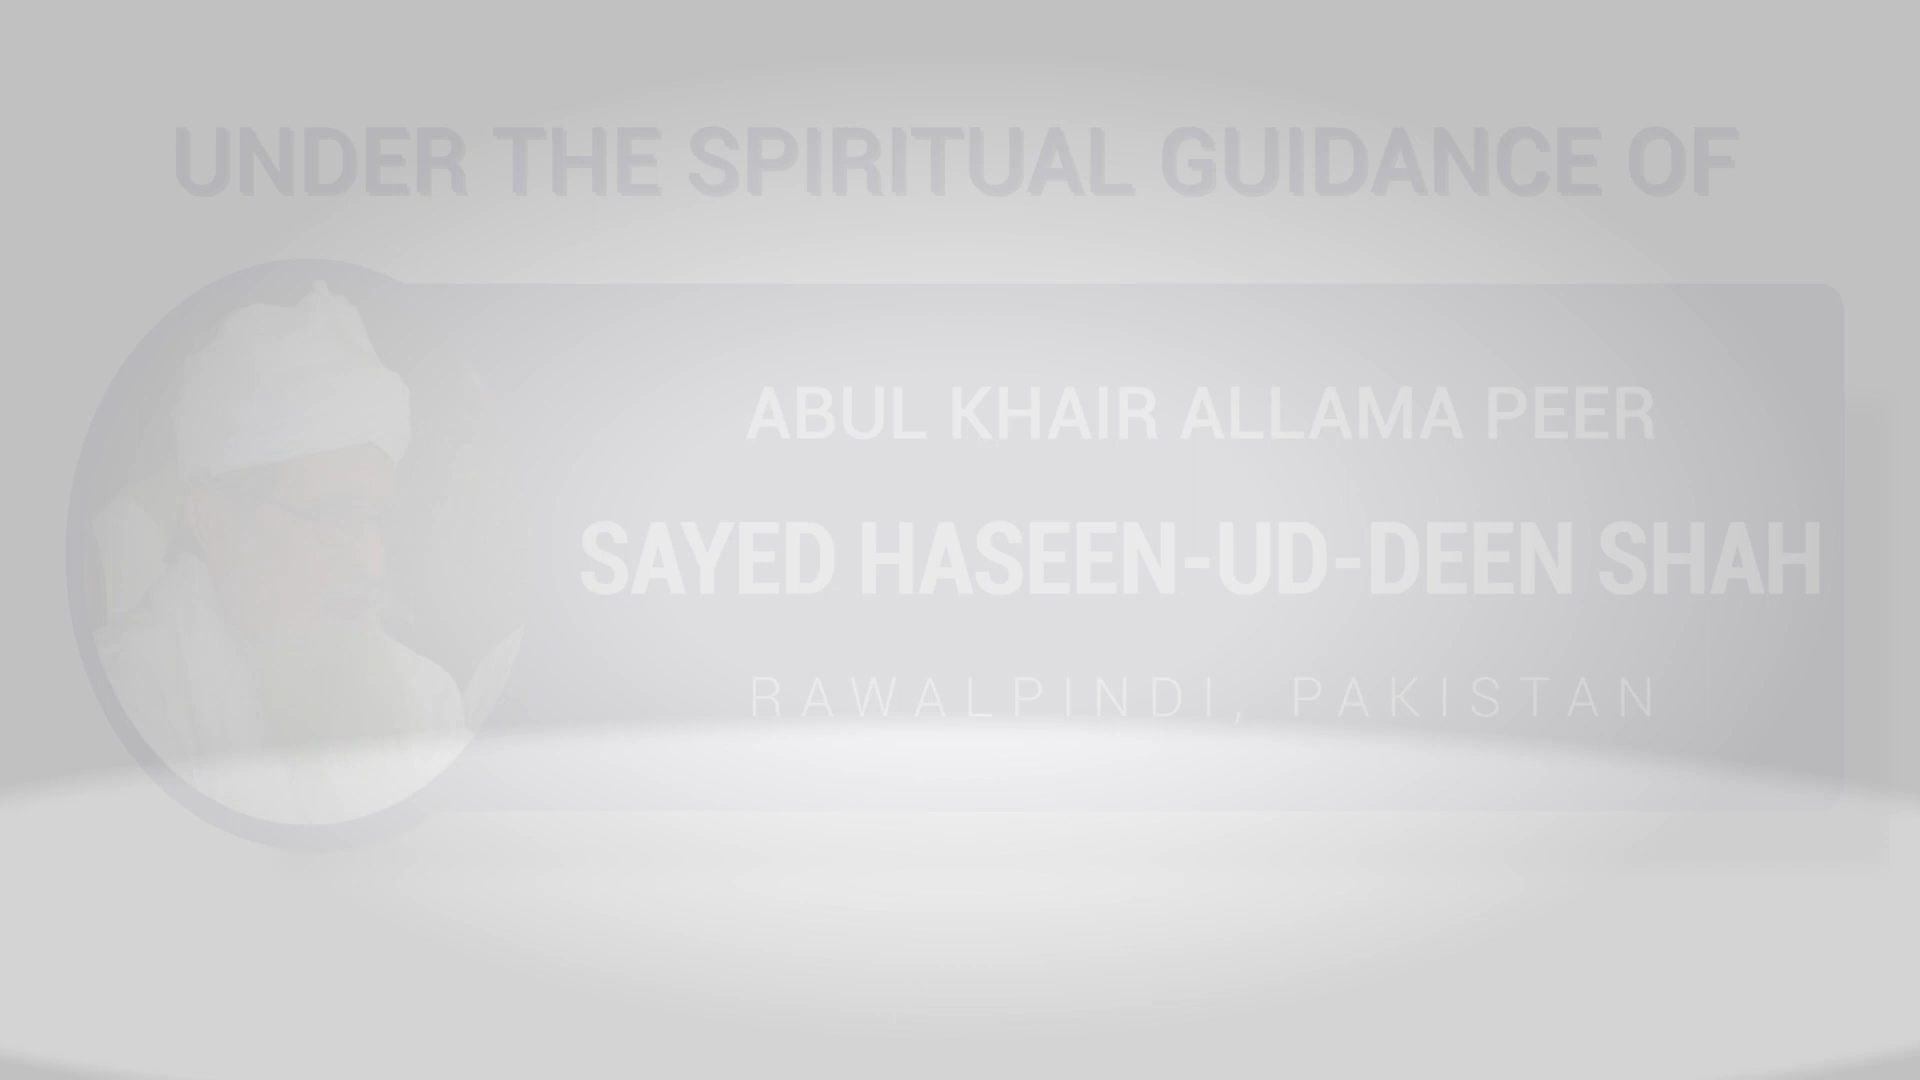 UNDER THE SPIRITUAL GUIDANCE OF
ABUL KHAIR ALLAMA PEER
SAYED HASEEN-UD-DEEN SHAH
RAWALPINDI, PAKISTAN